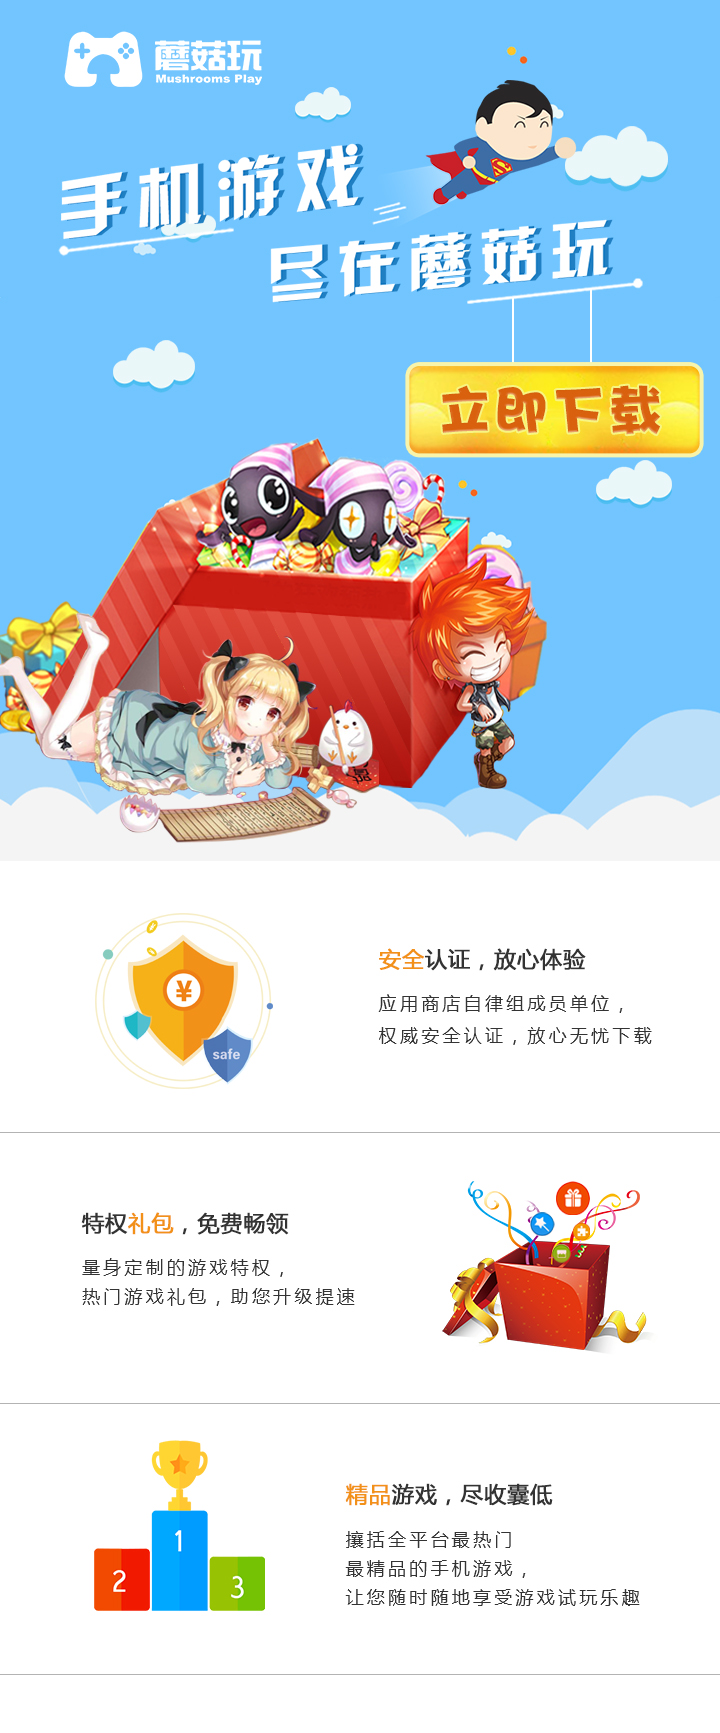 蘑菇玩
Mushrooms Play
手机游戏
尽在蘑菇玩
立即下载
¥
safe
安全认证，放心体验
应用商店自律组成员单位，
权威安全认证，放心无忧下载
特权礼包，免费畅领
量身定制的游戏特权，
热门游戏礼包，助您升级提速
1
2
3
精品游戏，尽收囊低
攘括全平台最热门
最精品的手机游戏，
让您随时随地享受游戏试玩乐趣